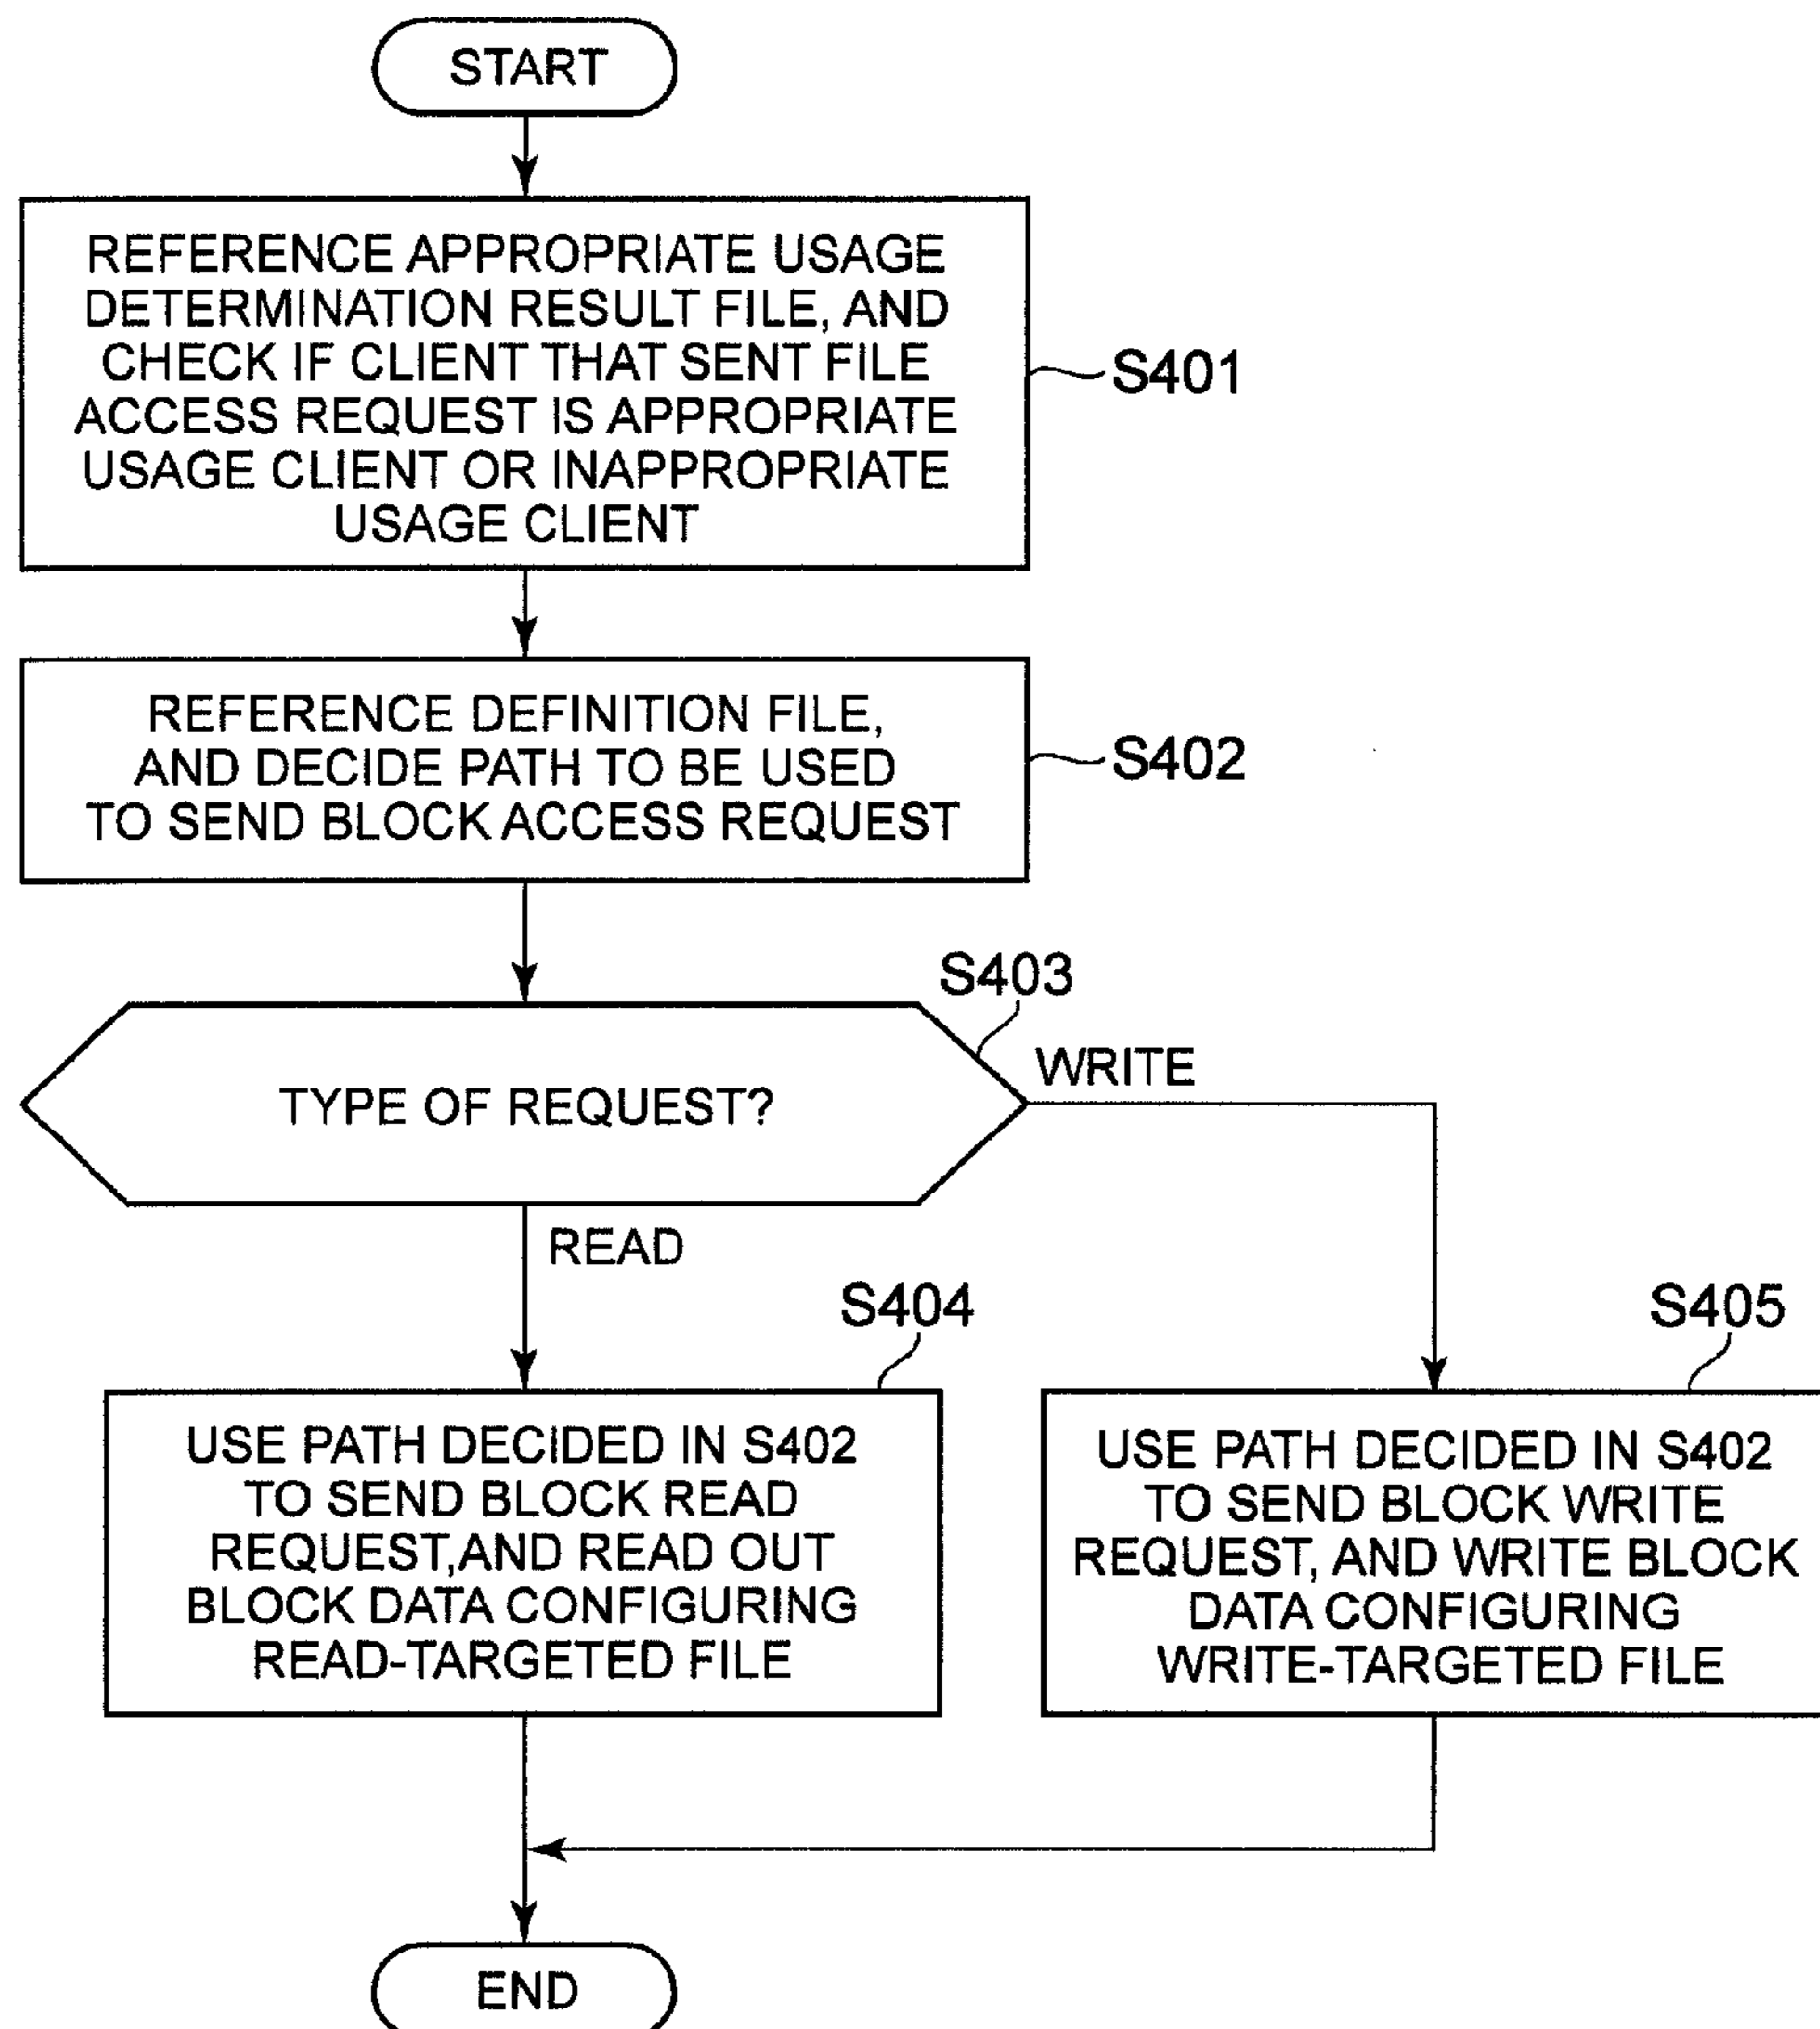 START
REFERENCE APPROPRIATE USAGE
DETERMINATION RESULT FILE, AND
CHECK IF CLIENT THAT SENT FILE
ACCESS REQUEST IS APPROPRIATE
USAGE CLIENT OR INAPPROPRIATE
USAGE CLIENT
S401
REFERENCE DEFINITION FILE,
AND DECIDE PATH TO BE USED
TO SEND BLOCK ACCESS REQUEST
S402
S403
TYPE OF REQUEST?
WRITE
READ
S404
USE PATH DECIDED IN S402
TO SEND BLOCK READ
REQUEST,AND READ OUT
BLOCK DATA CONFIGURING
READ-TARGETED FILE
S405
USE PATH DECIDED IN S402
TO SEND BLOCK WRITE
REQUEST, AND WRITE BLOCK
DATA CONFIGURING
WRITE-TARGETED FILE
END